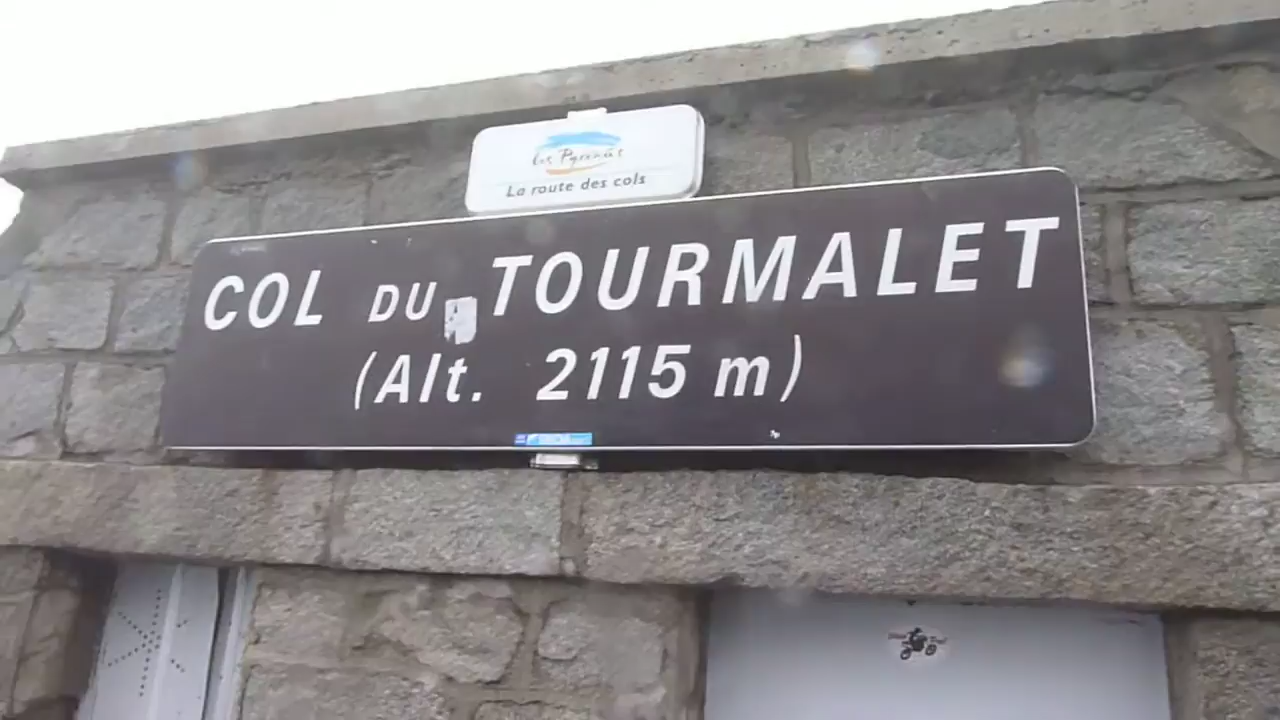 Les Pyrénées
La route des cols
COL DU TOURMALET
(Alt. 2115 m)